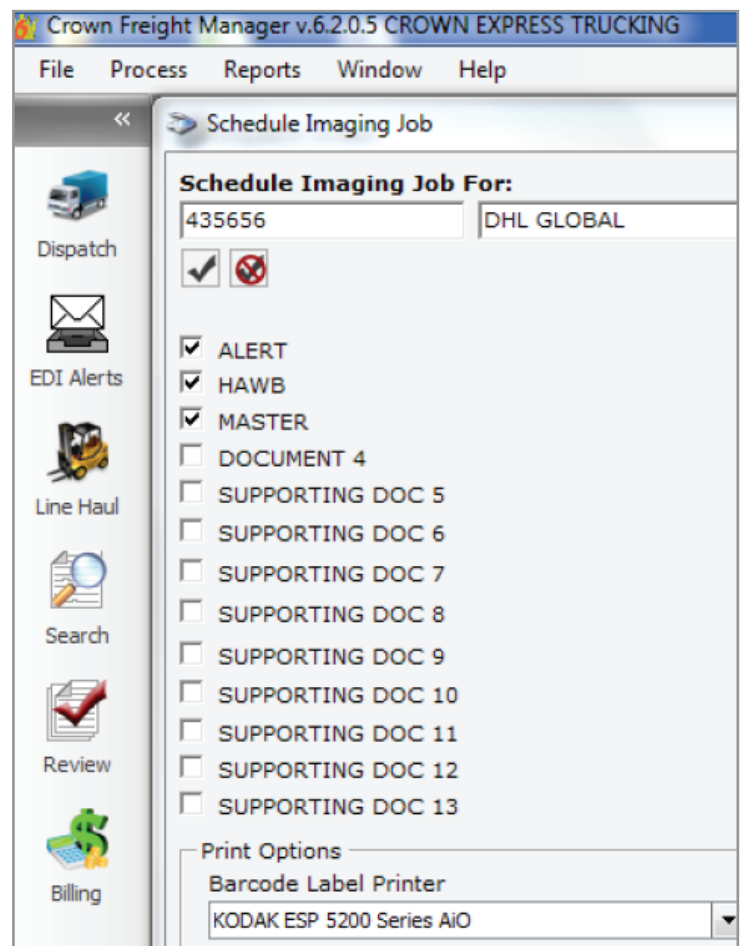 Crown Freight Manager v.6.2.0.5 CROWN EXPRESS TRUCKING
File Process Reports Window Help
Schedule Imaging Job
Schedule Imaging Job For:
435656 DHL GLOBAL
Dispatch
EDI Alerts
Line Haul
Search
Review
Billing
ALERT
HAWB
MASTER
DOCUMENT 4
SUPPORTING DOC 5
SUPPORTING DOC 6
SUPPORTING DOC 7
SUPPORTING DOC 8
SUPPORTING DOC 9
SUPPORTING DOC 10
SUPPORTING DOC 11
SUPPORTING DOC 12
SUPPORTING DOC 13
Print Options
Barcode Label Printer
KODAK ESP 5200 Series AiO